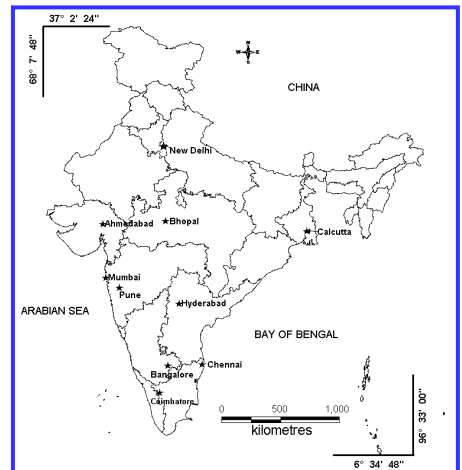 37° 2' 24"
68° 7' 48"
N
W E
S
CHINA
New Delhi
Ahmedabad
Bhopal
Calcutta
Mumbai
Pune
Hyderabad
ARABIAN SEA
BAY OF BENGAL
Chennai
Bangalore
Coimbatore
0 500 1,000
kilometres
96° 33' 00"
6° 34' 48"